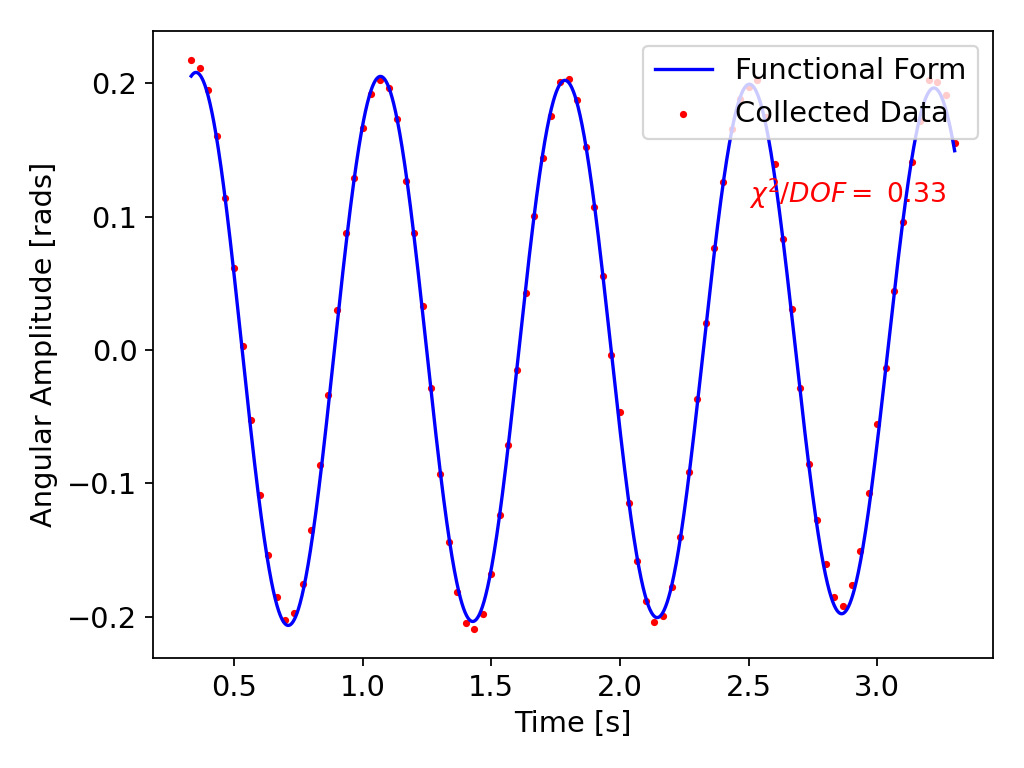 Functional Form
Collected Data
χ²/DOF = 0.33
0.2
0.1
0.0
−0.1
−0.2
Angular Amplitude [rads]
0.5 1.0 1.5 2.0 2.5 3.0
Time [s]